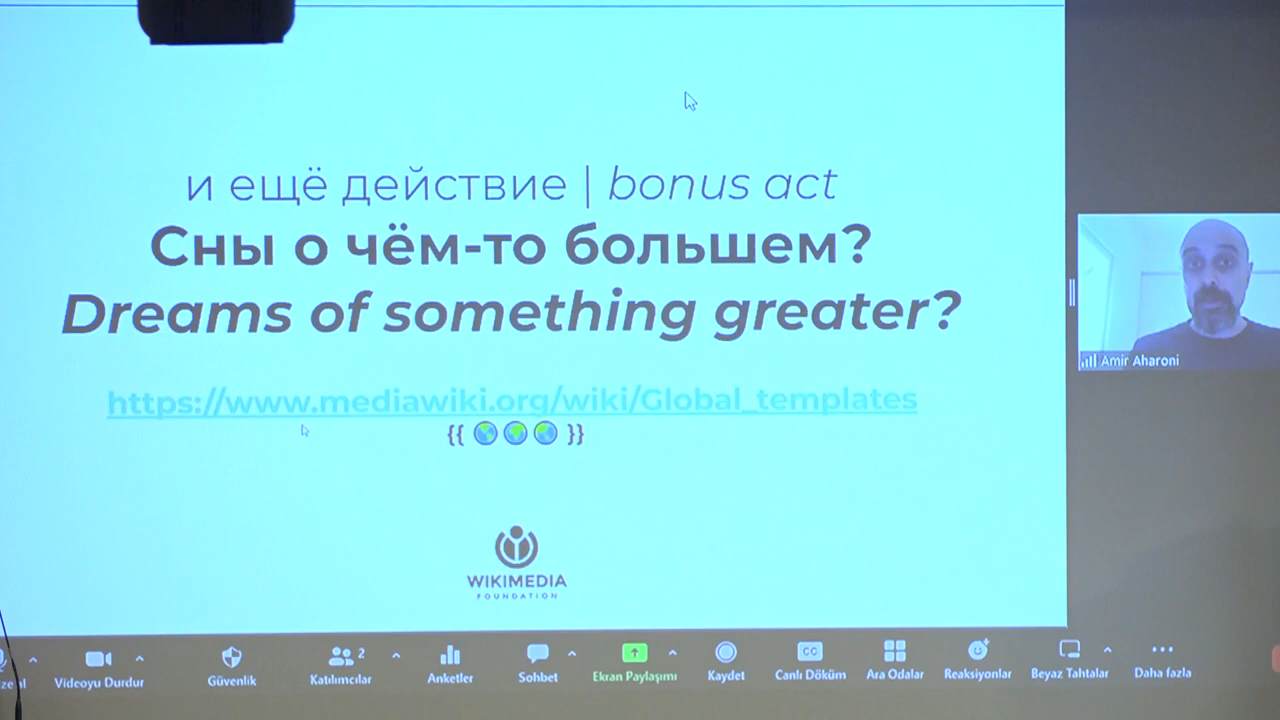 и ещё действие | bonus act
Сны о чём-то большем?
Dreams of something greater?
https://www.mediawiki.org/wiki/Global_templates
{{ 🌍 🌎 🌏 }}
WIKIMEDIA
FOUNDATION
Amir Aharoni
2
CC
Videoyu Durdur
Güvenlik
Katılımcılar
Anketler
Sohbet
Ekran Paylaşımı
Kaydet
Canlı Döküm
Ara Odalar
Reaksiyonlar
Beyaz Tahtalar
Daha fazla